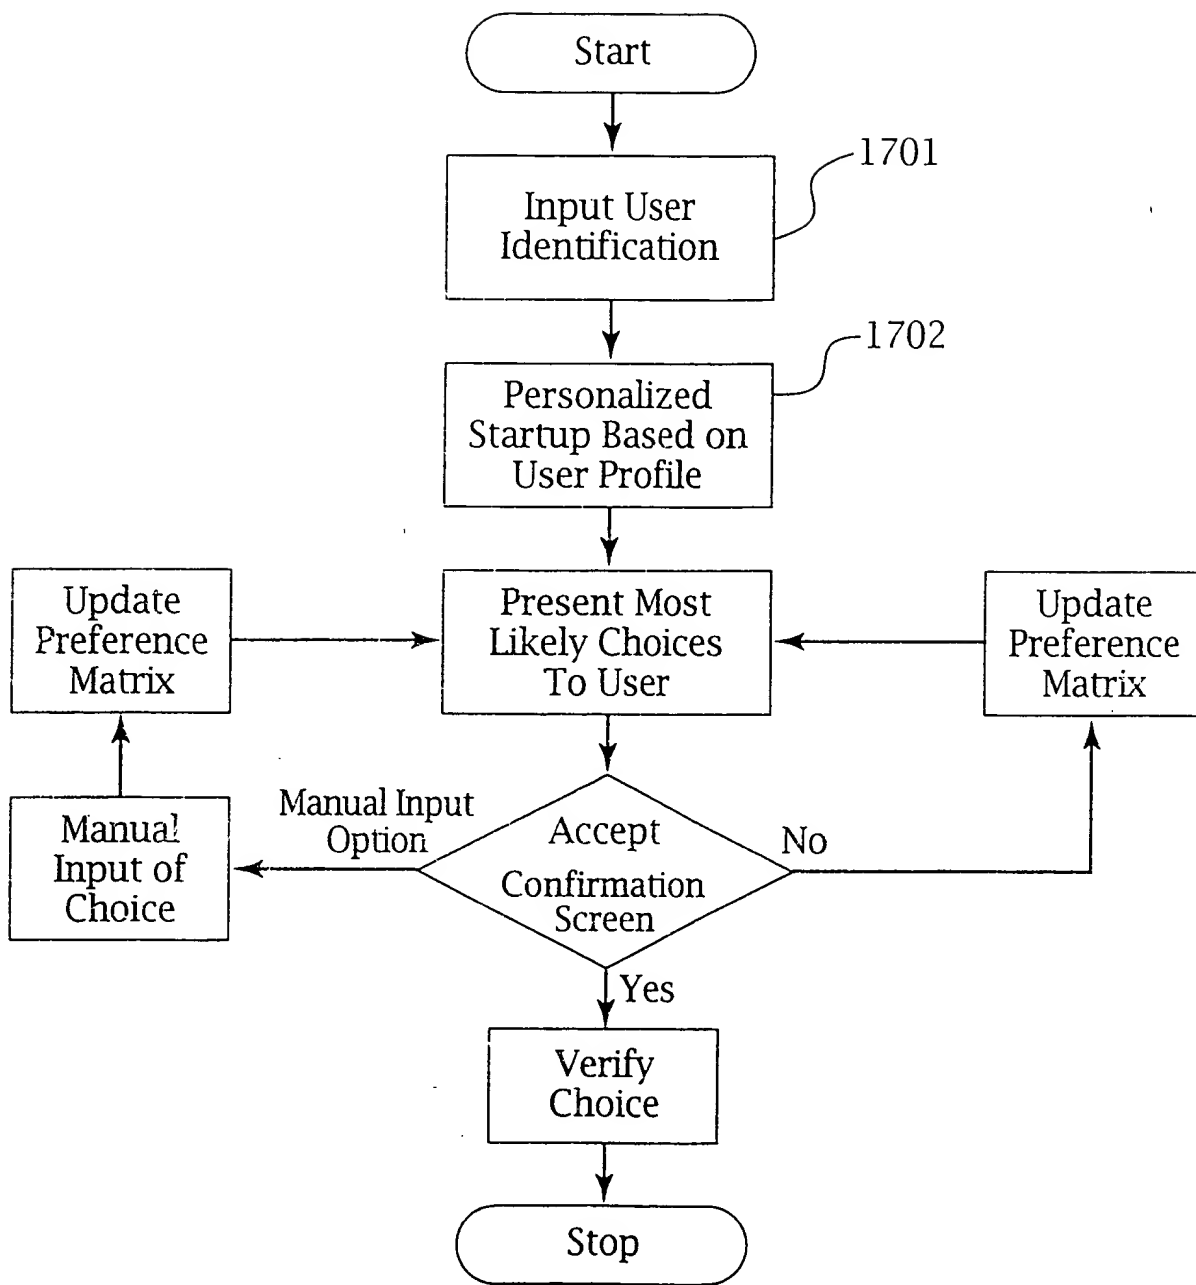 Start
1701
Input User
Identification
1702
Personalized
Startup Based on
User Profile
Update
Preference
Matrix
Present Most
Likely Choices
To User
Update
Preference
Matrix
Manual
Input of
Choice
Manual Input
Option
Accept
Confirmation
Screen
No
Yes
Verify
Choice
Stop